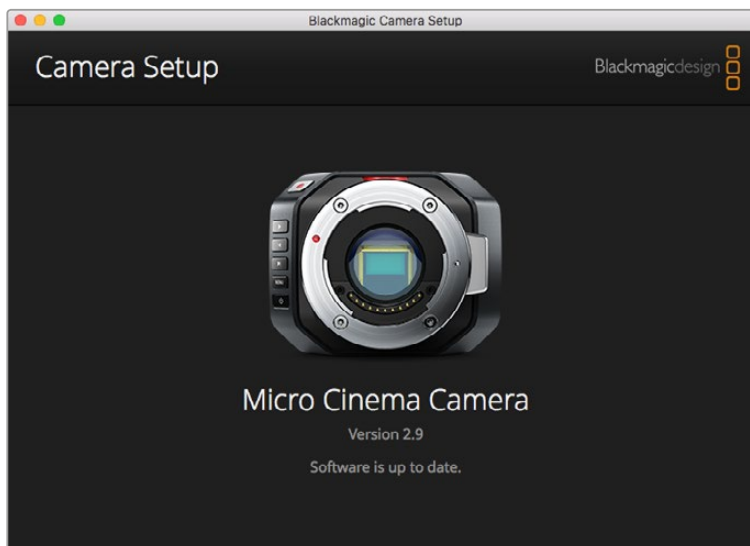 Blackmagic Camera Setup
Camera Setup
Blackmagicdesign
Micro Cinema Camera
Version 2.9
Software is up to date.